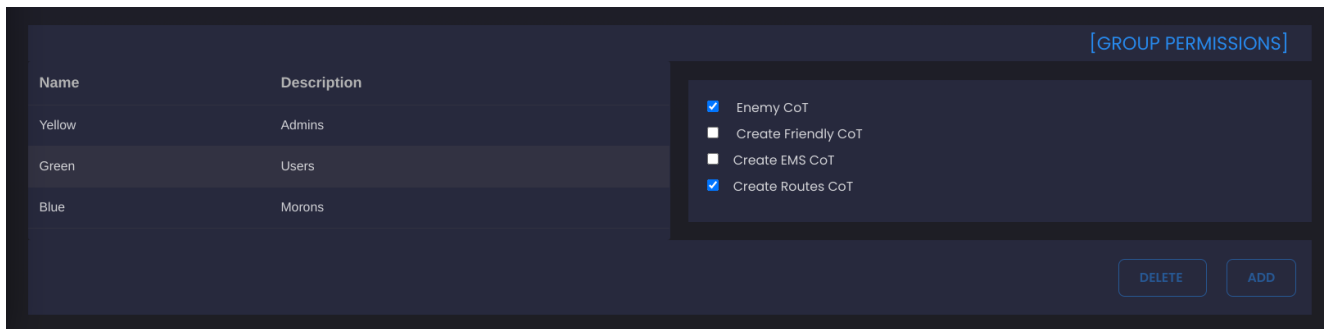 [GROUP PERMISSIONS]
Name Description
Yellow Admins
Green Users
Blue Morons
Enemy CoT
Create Friendly CoT
Create EMS CoT
Create Routes CoT
DELETE ADD